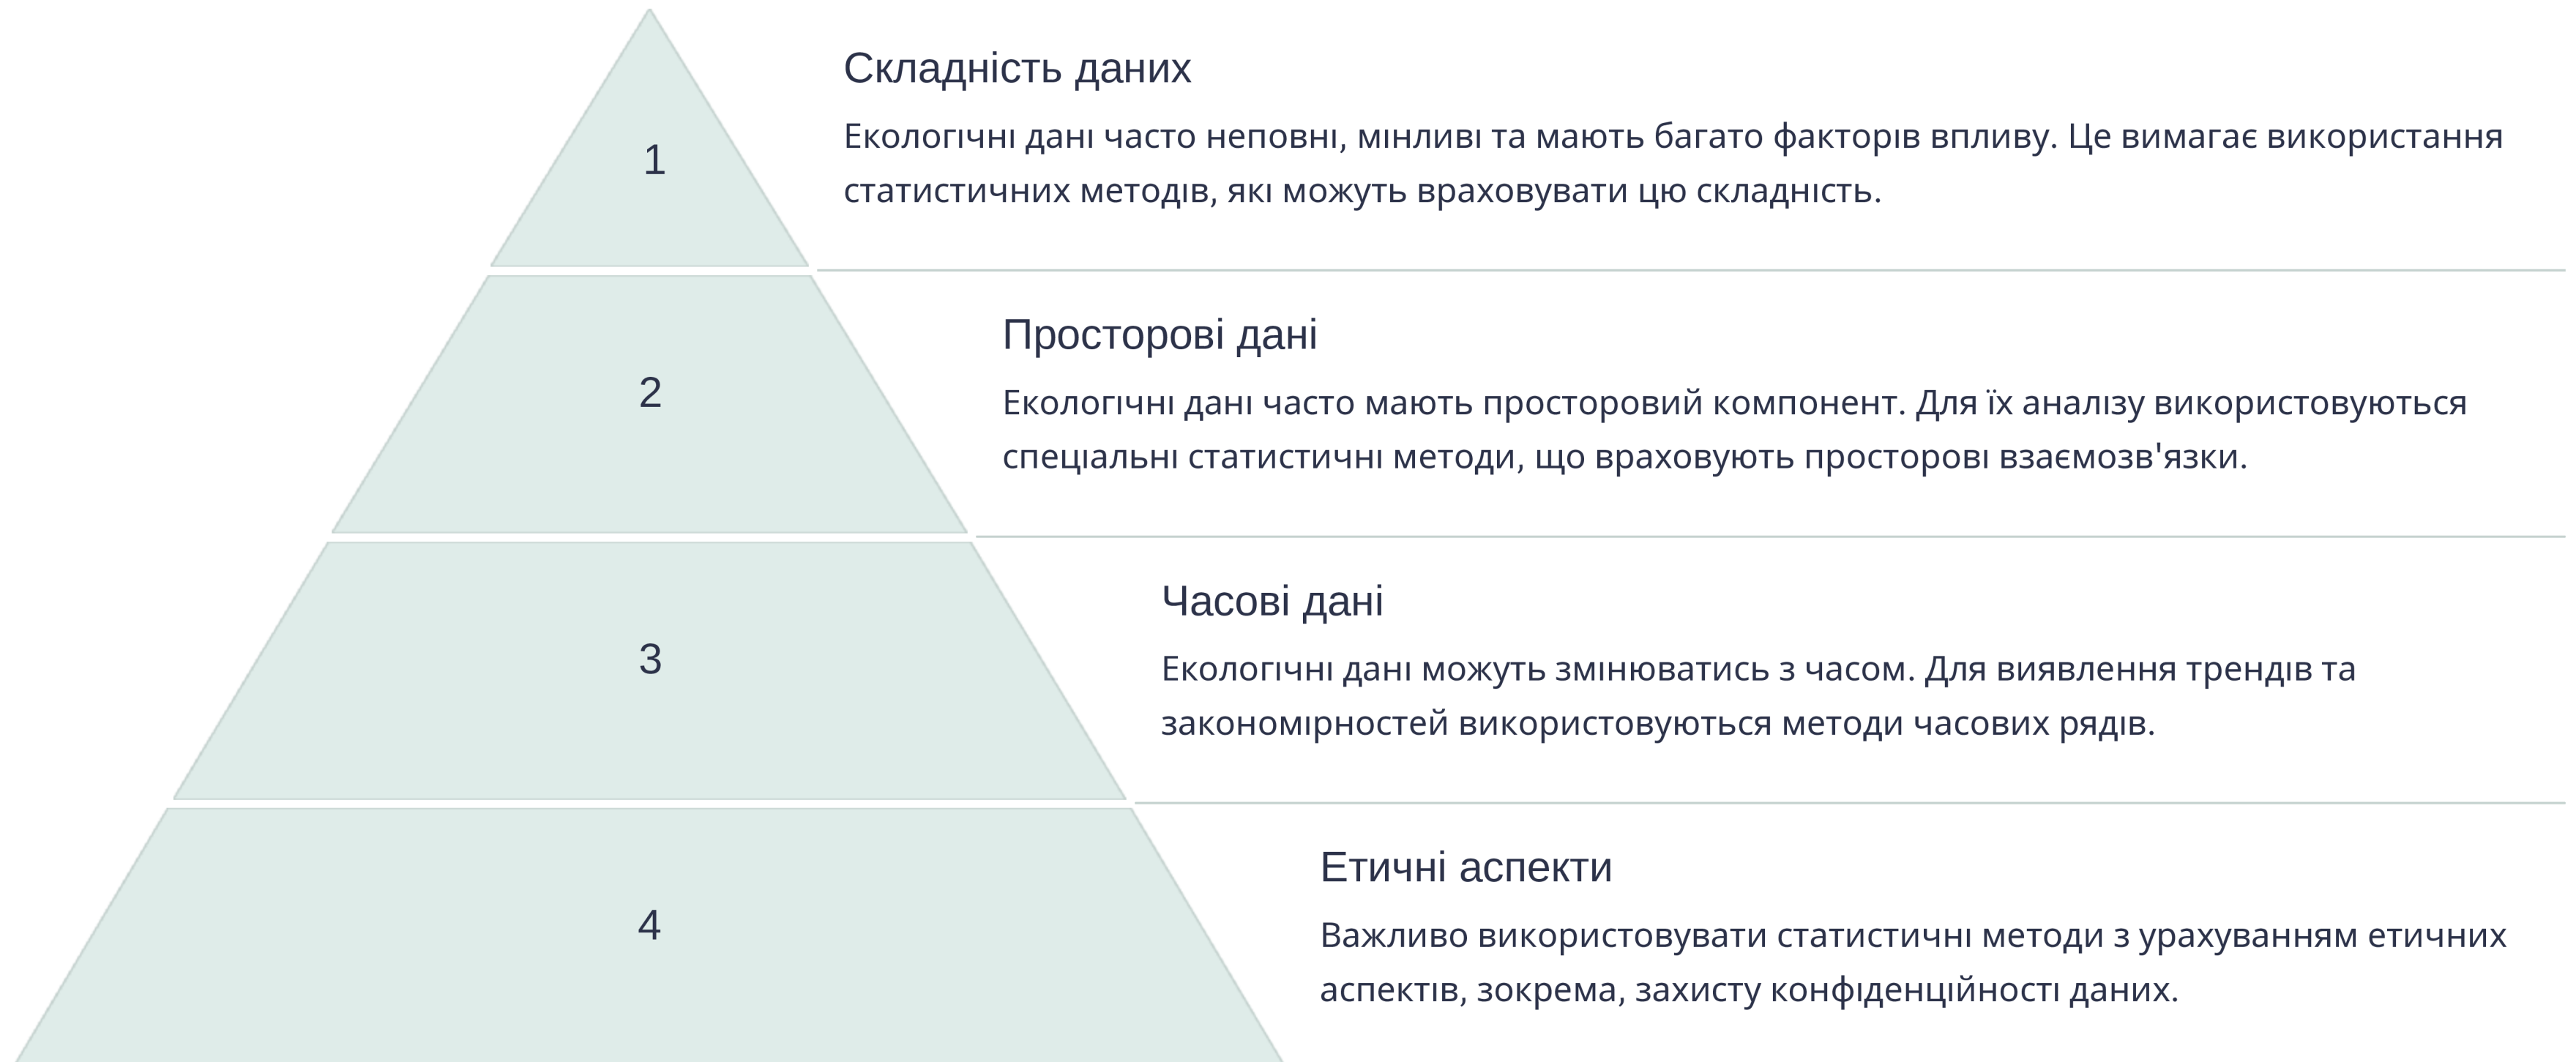 1
Складність даних
Екологічні дані часто неповні, мінливі та мають багато факторів впливу. Це вимагає використання
статистичних методів, які можуть враховувати цю складність.
2
Просторові дані
Екологічні дані часто мають просторовий компонент. Для їх аналізу використовуються
спеціальні статистичні методи, що враховують просторові взаємозв'язки.
3
Часові дані
Екологічні дані можуть змінюватись з часом. Для виявлення трендів та
закономірностей використовуються методи часових рядів.
4
Етичні аспекти
Важливо використовувати статистичні методи з урахуванням етичних
аспектів, зокрема, захисту конфіденційності даних.